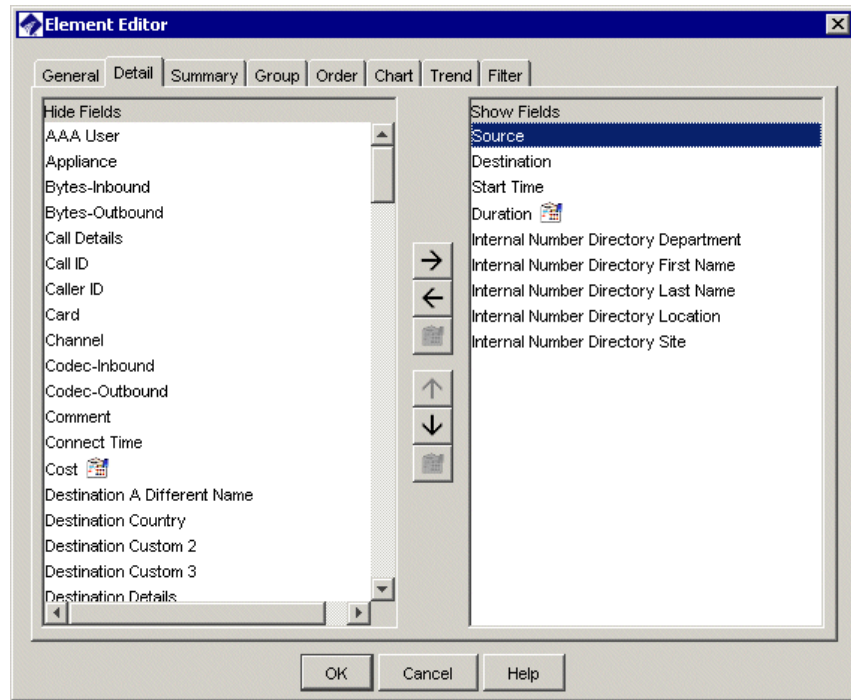 Element Editor
General Detail Summary Group Order Chart Trend Filter
Hide Fields
AAA User
Appliance
Bytes-Inbound
Bytes-Outbound
Call Details
Call ID
Caller ID
Card
Channel
Codec-Inbound
Codec-Outbound
Comment
Connect Time
Cost
Destination A Different Name
Destination Country
Destination Custom 2
Destination Custom 3
Destination Details
Show Fields
Source
Destination
Start Time
Duration
Internal Number Directory Department
Internal Number Directory First Name
Internal Number Directory Last Name
Internal Number Directory Location
Internal Number Directory Site
OK Cancel Help